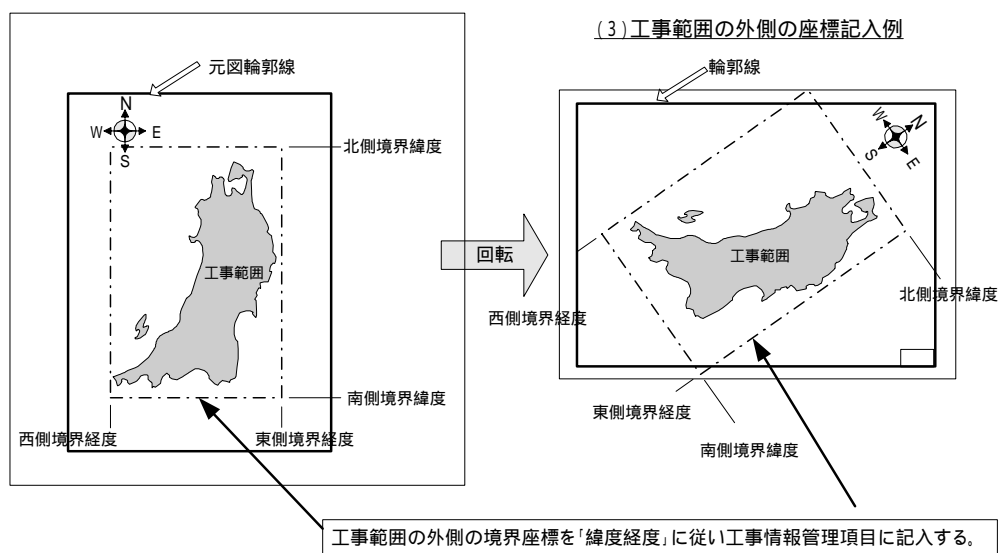 (3)工事範囲の外側の座標記入例
元図輪郭線
N
W
E
S
北側境界緯度
工事範囲
南側境界緯度
西側境界経度
東側境界経度
回転
輪郭線
W
N
S
E
工事範囲
西側境界経度
北側境界緯度
東側境界経度
南側境界緯度
工事範囲の外側の境界座標を「緯度経度」に従い工事情報管理項目に記入する。